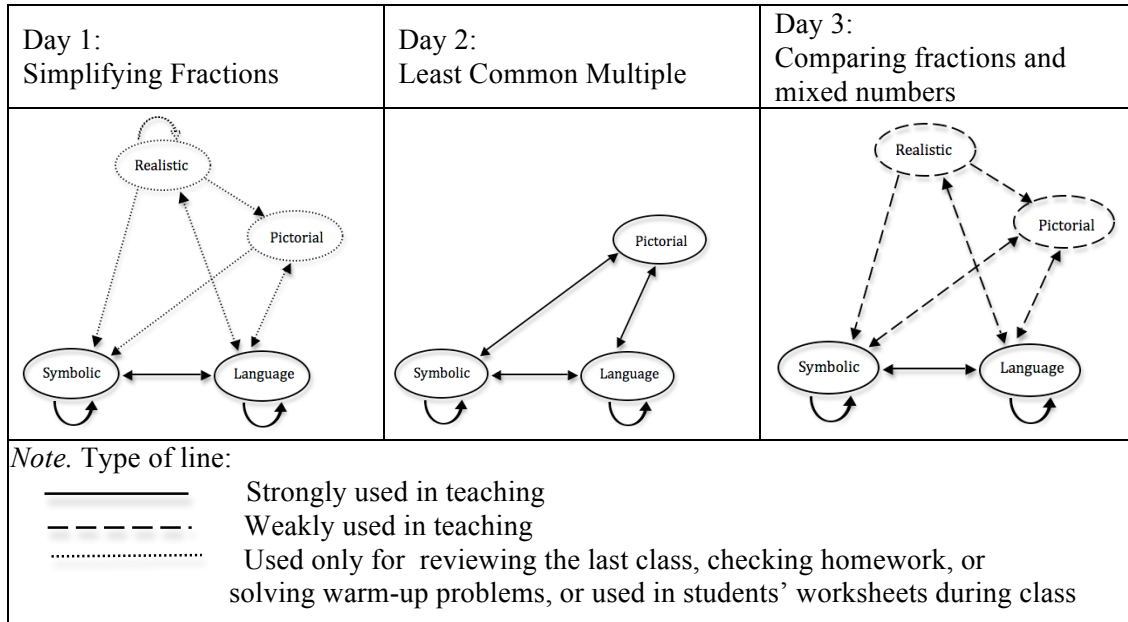 Day 1:
Simplifying Fractions
Day 2:
Least Common Multiple
Day 3:
Comparing fractions and
mixed numbers
Realistic
Pictorial
Symbolic
Language
Pictorial
Symbolic
Language
Realistic
Pictorial
Symbolic
Language
Note. Type of line:
Strongly used in teaching
Weakly used in teaching
Used only for reviewing the last class, checking homework, or
solving warm-up problems, or used in students’ worksheets during class